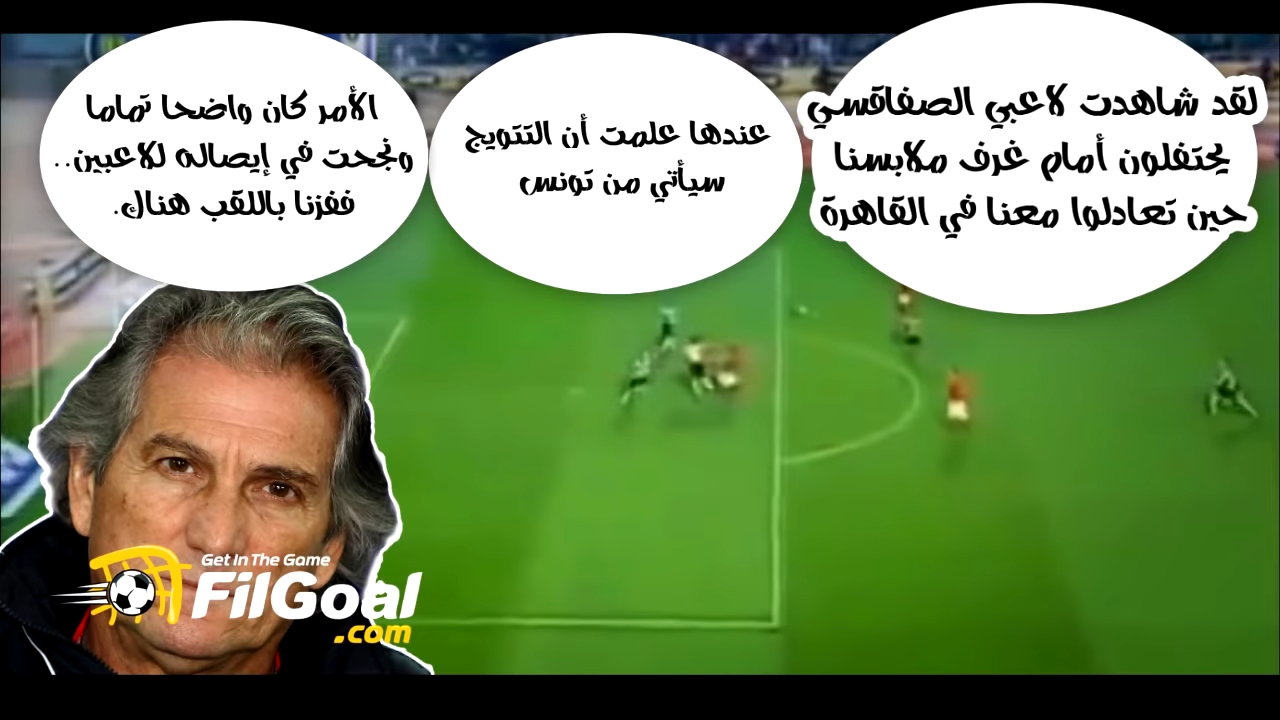 لقد شاهدت لاعبي الصفاقسي
يحتفلون أمام غرف ملابسنا
حين تعادلوا معنا في القاهرة
عندها علمت أن التتويج
سيأتي من تونس
الأمر كان واضحا تماما
ونجحت في إيصاله للاعبين..
ففزنا باللقب هناك.
Get In The Game
FilGoal
.com